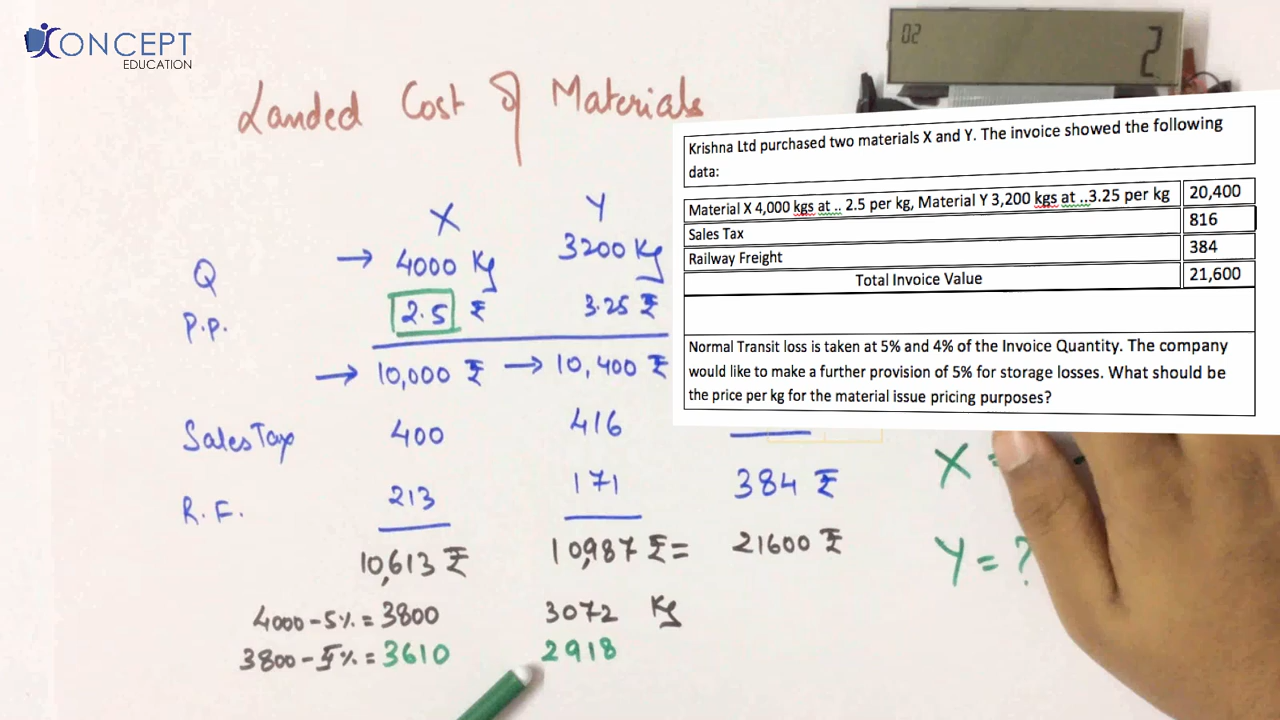 CONCEPT
EDUCATION
02 2
Landed Cost of Materials
X Y
Q → 4000 Kg 3200 Kg
P.P. 2.5 ₹ 3.25 ₹
→ 10,000 ₹ → 10,400 ₹
Sales Tax 400 416
R.F. 213 171 384 ₹
10,613 ₹ 10,987 ₹ = 21600 ₹
4000 - 5% = 3800 3072 Kg
3800 - 5% = 3610 2918
X =
Y = ?
Krishna Ltd purchased two materials X and Y. The invoice showed the following
data:
Material X 4,000 kgs at .. 2.5 per kg, Material Y 3,200 kgs at ..3.25 per kg 20,400
Sales Tax 816
Railway Freight 384
Total Invoice Value 21,600
Normal Transit loss is taken at 5% and 4% of the Invoice Quantity. The company
would like to make a further provision of 5% for storage losses. What should be
the price per kg for the material issue pricing purposes?